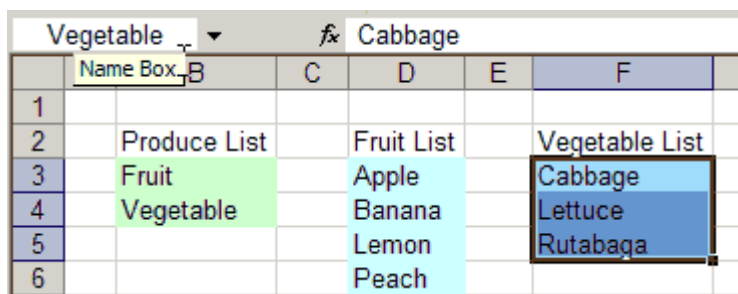 Vegetable fx Cabbage
Name Box B C D E F
1
2 Produce List Fruit List Vegetable List
3 Fruit Apple Cabbage
4 Vegetable Banana Lettuce
5 Lemon Rutabaga
6 Peach